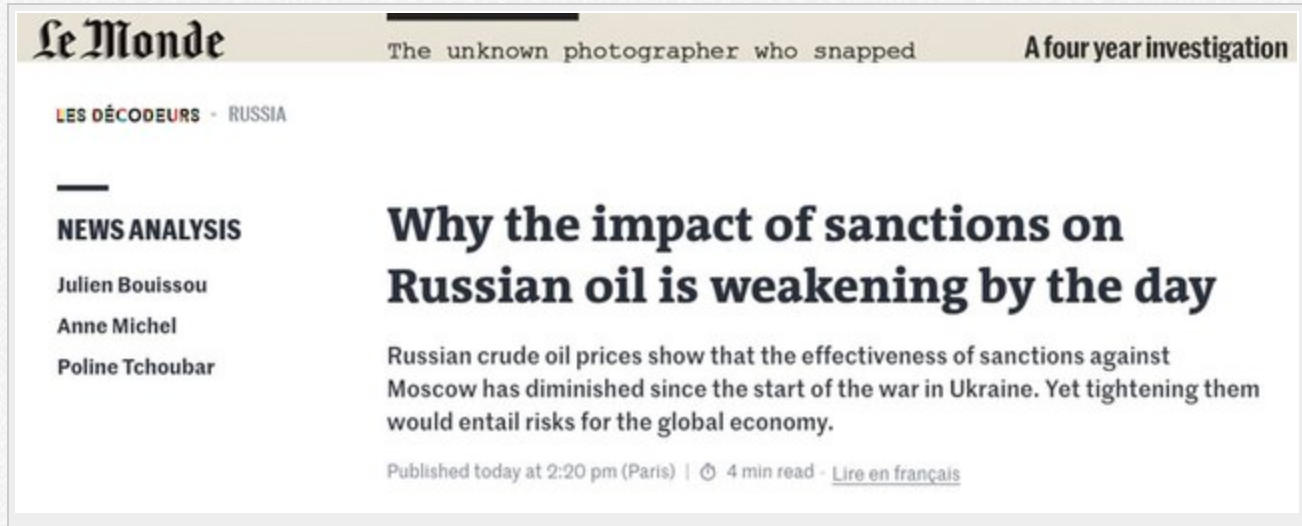 Le Monde
The unknown photographer who snapped
A four year investigation
LES DÉCODEURS - RUSSIA
NEWS ANALYSIS
Julien Bouissou
Anne Michel
Poline Tchoubar
Why the impact of sanctions on
Russian oil is weakening by the day
Russian crude oil prices show that the effectiveness of sanctions against
Moscow has diminished since the start of the war in Ukraine. Yet tightening them
would entail risks for the global economy.
Published today at 2:20 pm (Paris) | 4 min read · Lire en français